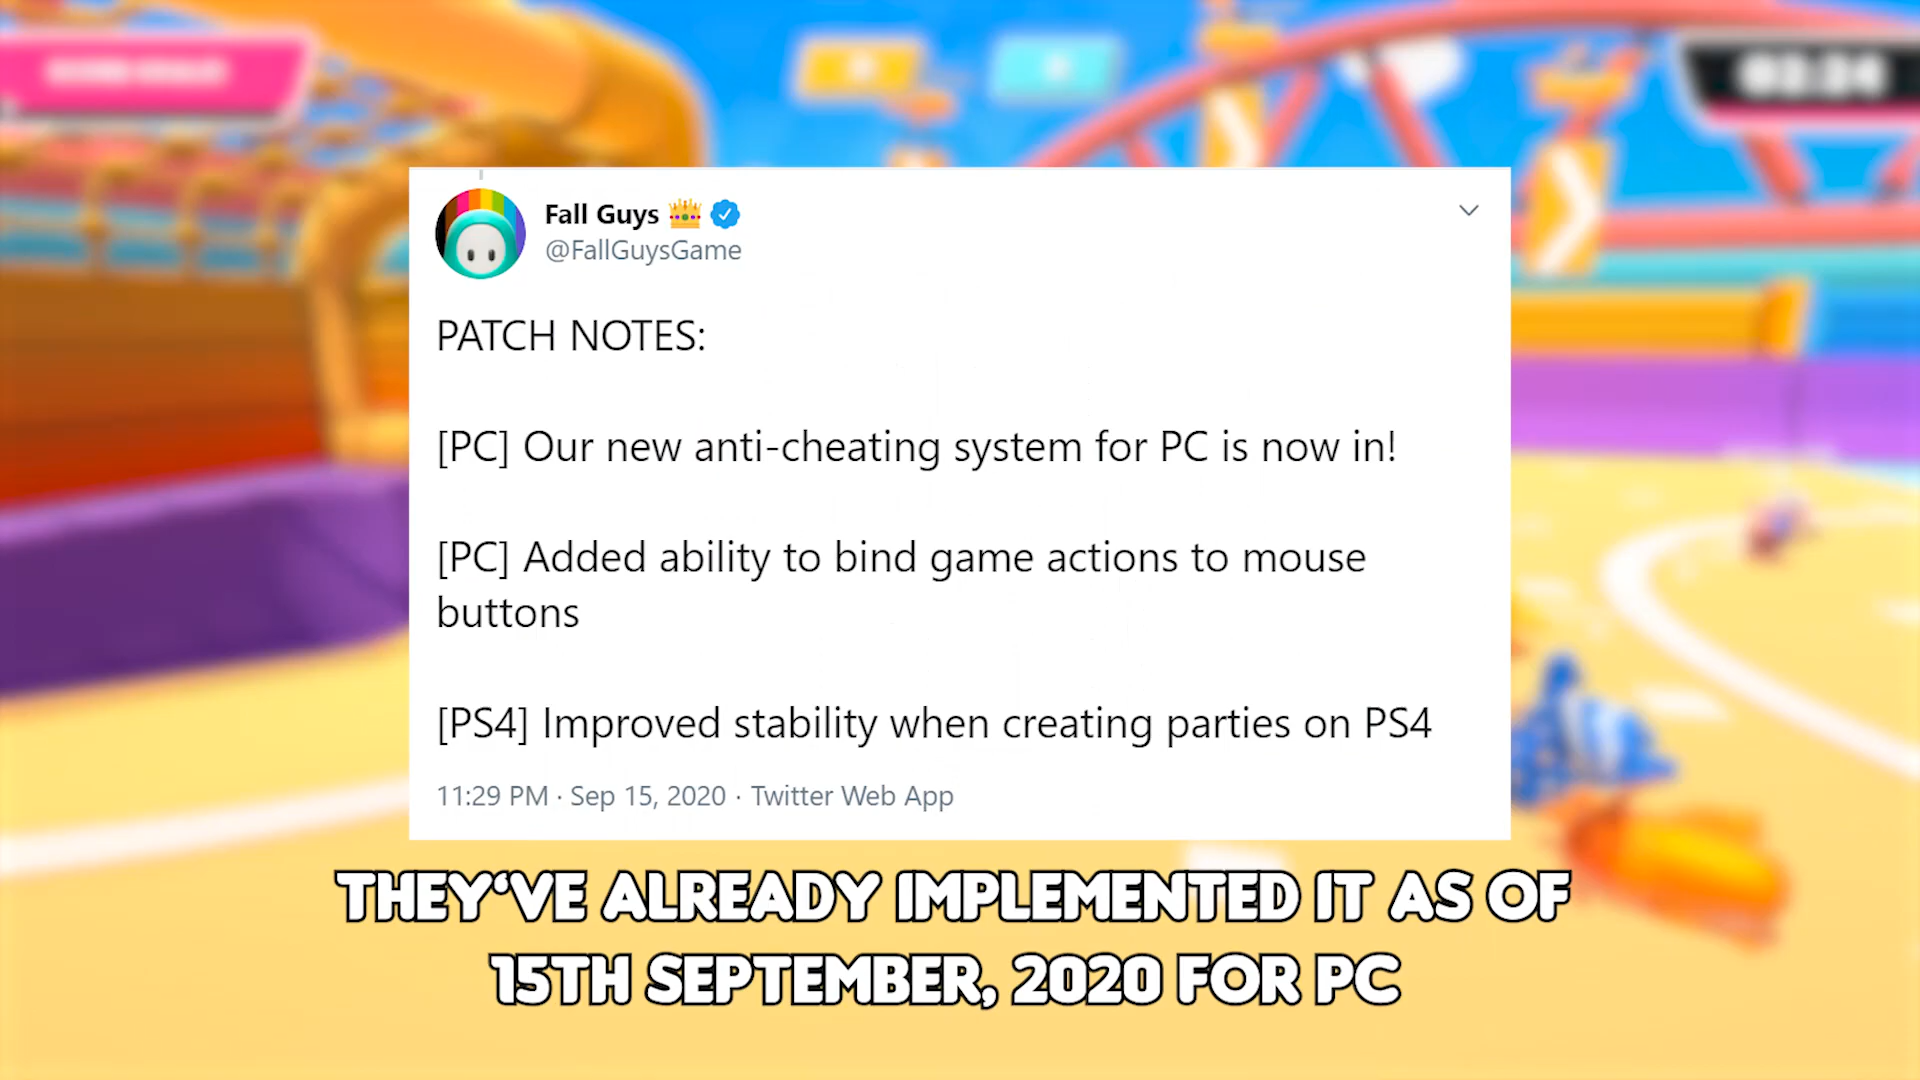 Fall Guys 👑
@FallGuysGame
PATCH NOTES:
[PC] Our new anti-cheating system for PC is now in!
[PC] Added ability to bind game actions to mouse
buttons
[PS4] Improved stability when creating parties on PS4
11:29 PM · Sep 15, 2020 · Twitter Web App
THEY'VE ALREADY IMPLEMENTED IT AS OF
15TH SEPTEMBER, 2020 FOR PC